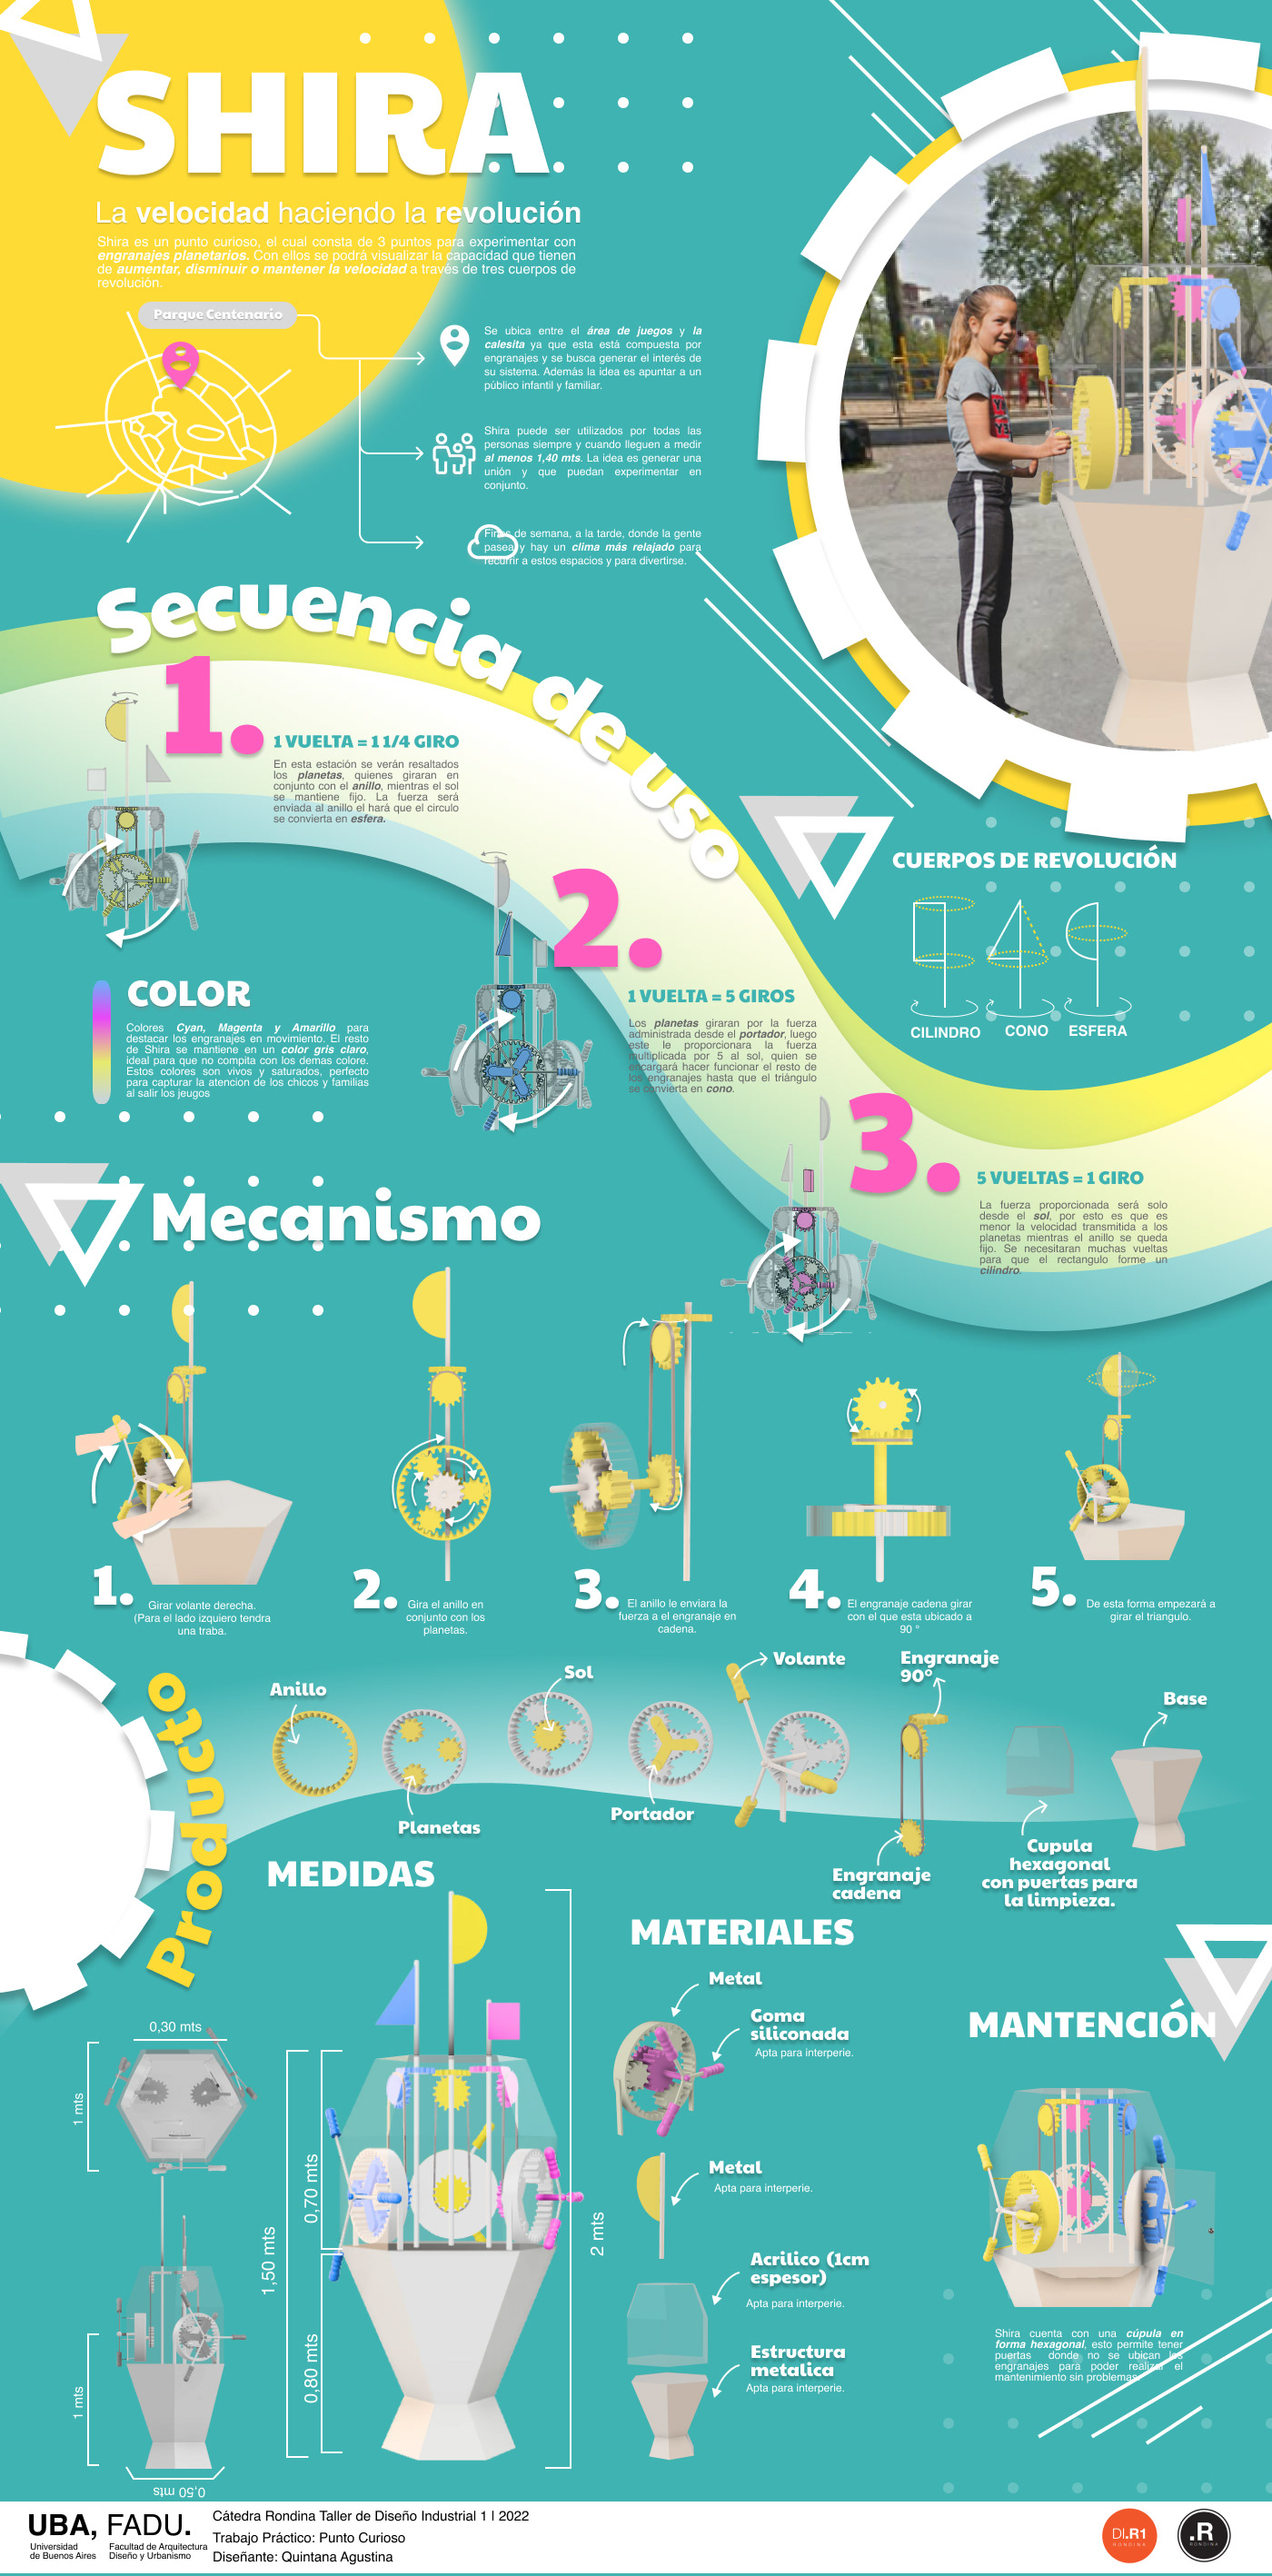 SHIRA
La velocidad haciendo la revolución
Shira es un punto curioso, el cual consta de 3 puntos para experimentar con
engranajes planetarios. Con ellos se podrá visualizar la capacidad que tienen
de aumentar, disminuir o mantener la velocidad a través de tres cuerpos de
revolución.
Parque Centenario
Se ubica entre el área de juegos y la
calesita ya que esta está compuesta por
engranajes y se busca generar el interés de
su sistema. Además la idea es apuntar a un
público infantil y familiar.
Shira puede ser utilizados por todas las
personas siempre y cuando lleguen a medir
al menos 1,40 mts. La idea es generar una
unión y que puedan experimentar en
conjunto.
Fines de semana, a la tarde, donde la gente
pasea y hay un clima más relajado para
recurrir a estos espacios y para divertirse.
Secuencia de uso
1.
1 VUELTA = 1 1/4 GIRO
En esta estación se verán resaltados
los planetas, quienes giraran en
conjunto con el anillo, mientras el sol
se mantiene fijo. La fuerza será
enviada al anillo el hará que el circulo
se convierta en esfera.
2.
1 VUELTA = 5 GIROS
Los planetas giraran por la fuerza
administrada desde el portador, luego
este le proporcionara la fuerza
multiplicada por 5 al sol, quien se
encargará hacer funcionar el resto de
los engranajes hasta que el triángulo
se convierta en cono.
CUERPOS DE REVOLUCIÓN
CILINDRO
CONO
ESFERA
COLOR
Colores Cyan, Magenta y Amarillo para
destacar los engranajes en movimiento. El resto
de Shira se mantiene en un color gris claro,
ideal para que no compita con los demas colore.
Estos colores son vivos y saturados, perfecto
para capturar la atencion de los chicos y familias
al salir los jeugos
3.
5 VUELTAS = 1 GIRO
La fuerza proporcionada será solo
desde el sol, por esto es que es
menor la velocidad transmitida a los
planetas mientras el anillo se queda
fijo. Se necesitaran muchas vueltas
para que el rectangulo forme un
cilindro.
Mecanismo
1.
Girar volante derecha.
(Para el lado izquiero tendra
una traba.
2.
Gira el anillo en
conjunto con los
planetas.
3.
El anillo le enviara la
fuerza a el engranaje en
cadena.
4.
El engranaje cadena girar
con el que esta ubicado a
90 °
5.
De esta forma empezará a
girar el triangulo.
Producto
Anillo
Planetas
Sol
Portador
Volante
Engranaje
90°
Engranaje
cadena
Cupula
hexagonal
con puertas para
la limpieza.
Base
MEDIDAS
0,30 mts
1 mts
1 mts
0,50 mts
1,50 mts
0,70 mts
0,80 mts
2 mts
MATERIALES
Metal
Goma
siliconada
Apta para interperie.
Metal
Apta para interperie.
Acrilico (1cm
espesor)
Apta para interperie.
Estructura
metalica
Apta para interperie.
MANTENCIÓN
Shira cuenta con una cúpula en
forma hexagonal, esto permite tener
puertas donde no se ubican los
engranajes para poder realizar el
mantenimiento sin problemas.
UBA, FADU.
Universidad
de Buenos Aires
Facultad de Arquitectura
Diseño y Urbanismo
Cátedra Rondina Taller de Diseño Industrial 1 | 2022
Trabajo Práctico: Punto Curioso
Diseñante: Quintana Agustina
DI.R1
RONDINA
.R
RONDINA